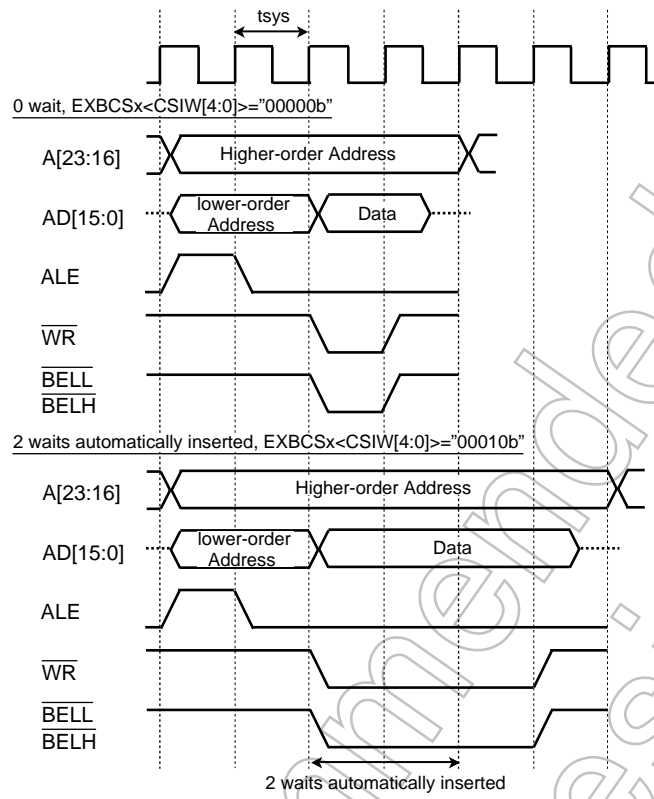 tsys
0 wait, EXBCSx<CSIW[4:0]>="00000b"
A[23:16]
Higher-order Address
AD[15:0]
lower-order
Address
Data
ALE
WR
BELL
BELH
2 waits automatically inserted, EXBCSx<CSIW[4:0]>="00010b"
A[23:16]
Higher-order Address
AD[15:0]
lower-order
Address
Data
ALE
WR
BELL
BELH
2 waits automatically inserted